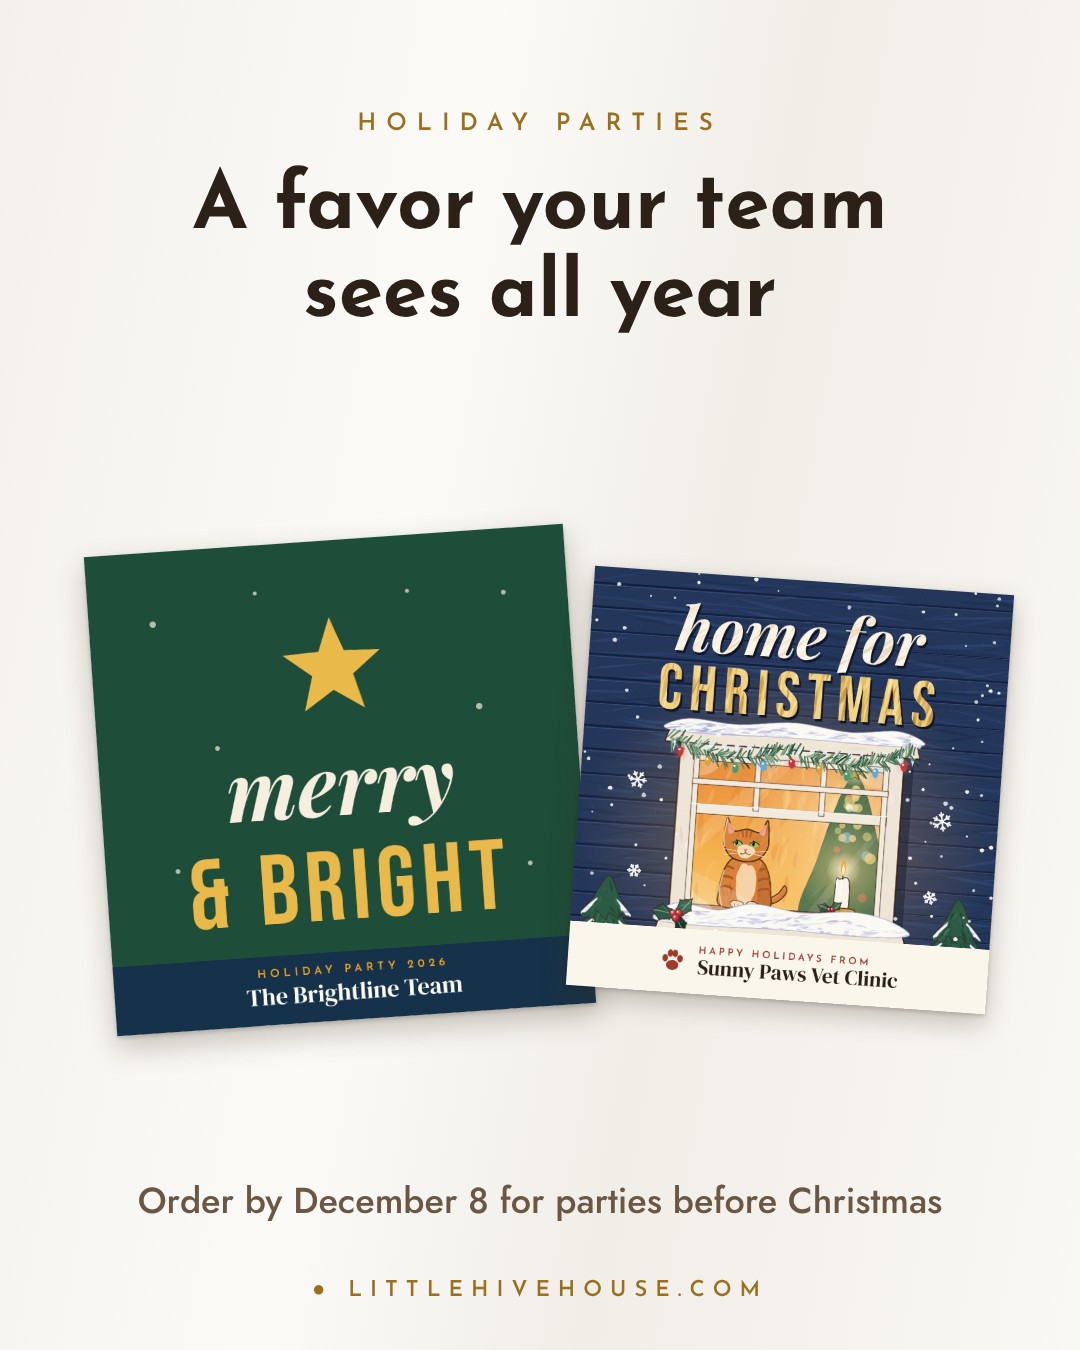 HOLIDAY PARTIES
A favor your team
sees all year
merry
& BRIGHT
HOLIDAY PARTY 2026
The Brightline Team
home for
CHRISTMAS
HAPPY HOLIDAYS FROM
Sunny Paws Vet Clinic
Order by December 8 for parties before Christmas
• LITTLEHIVEHOUSE.COM